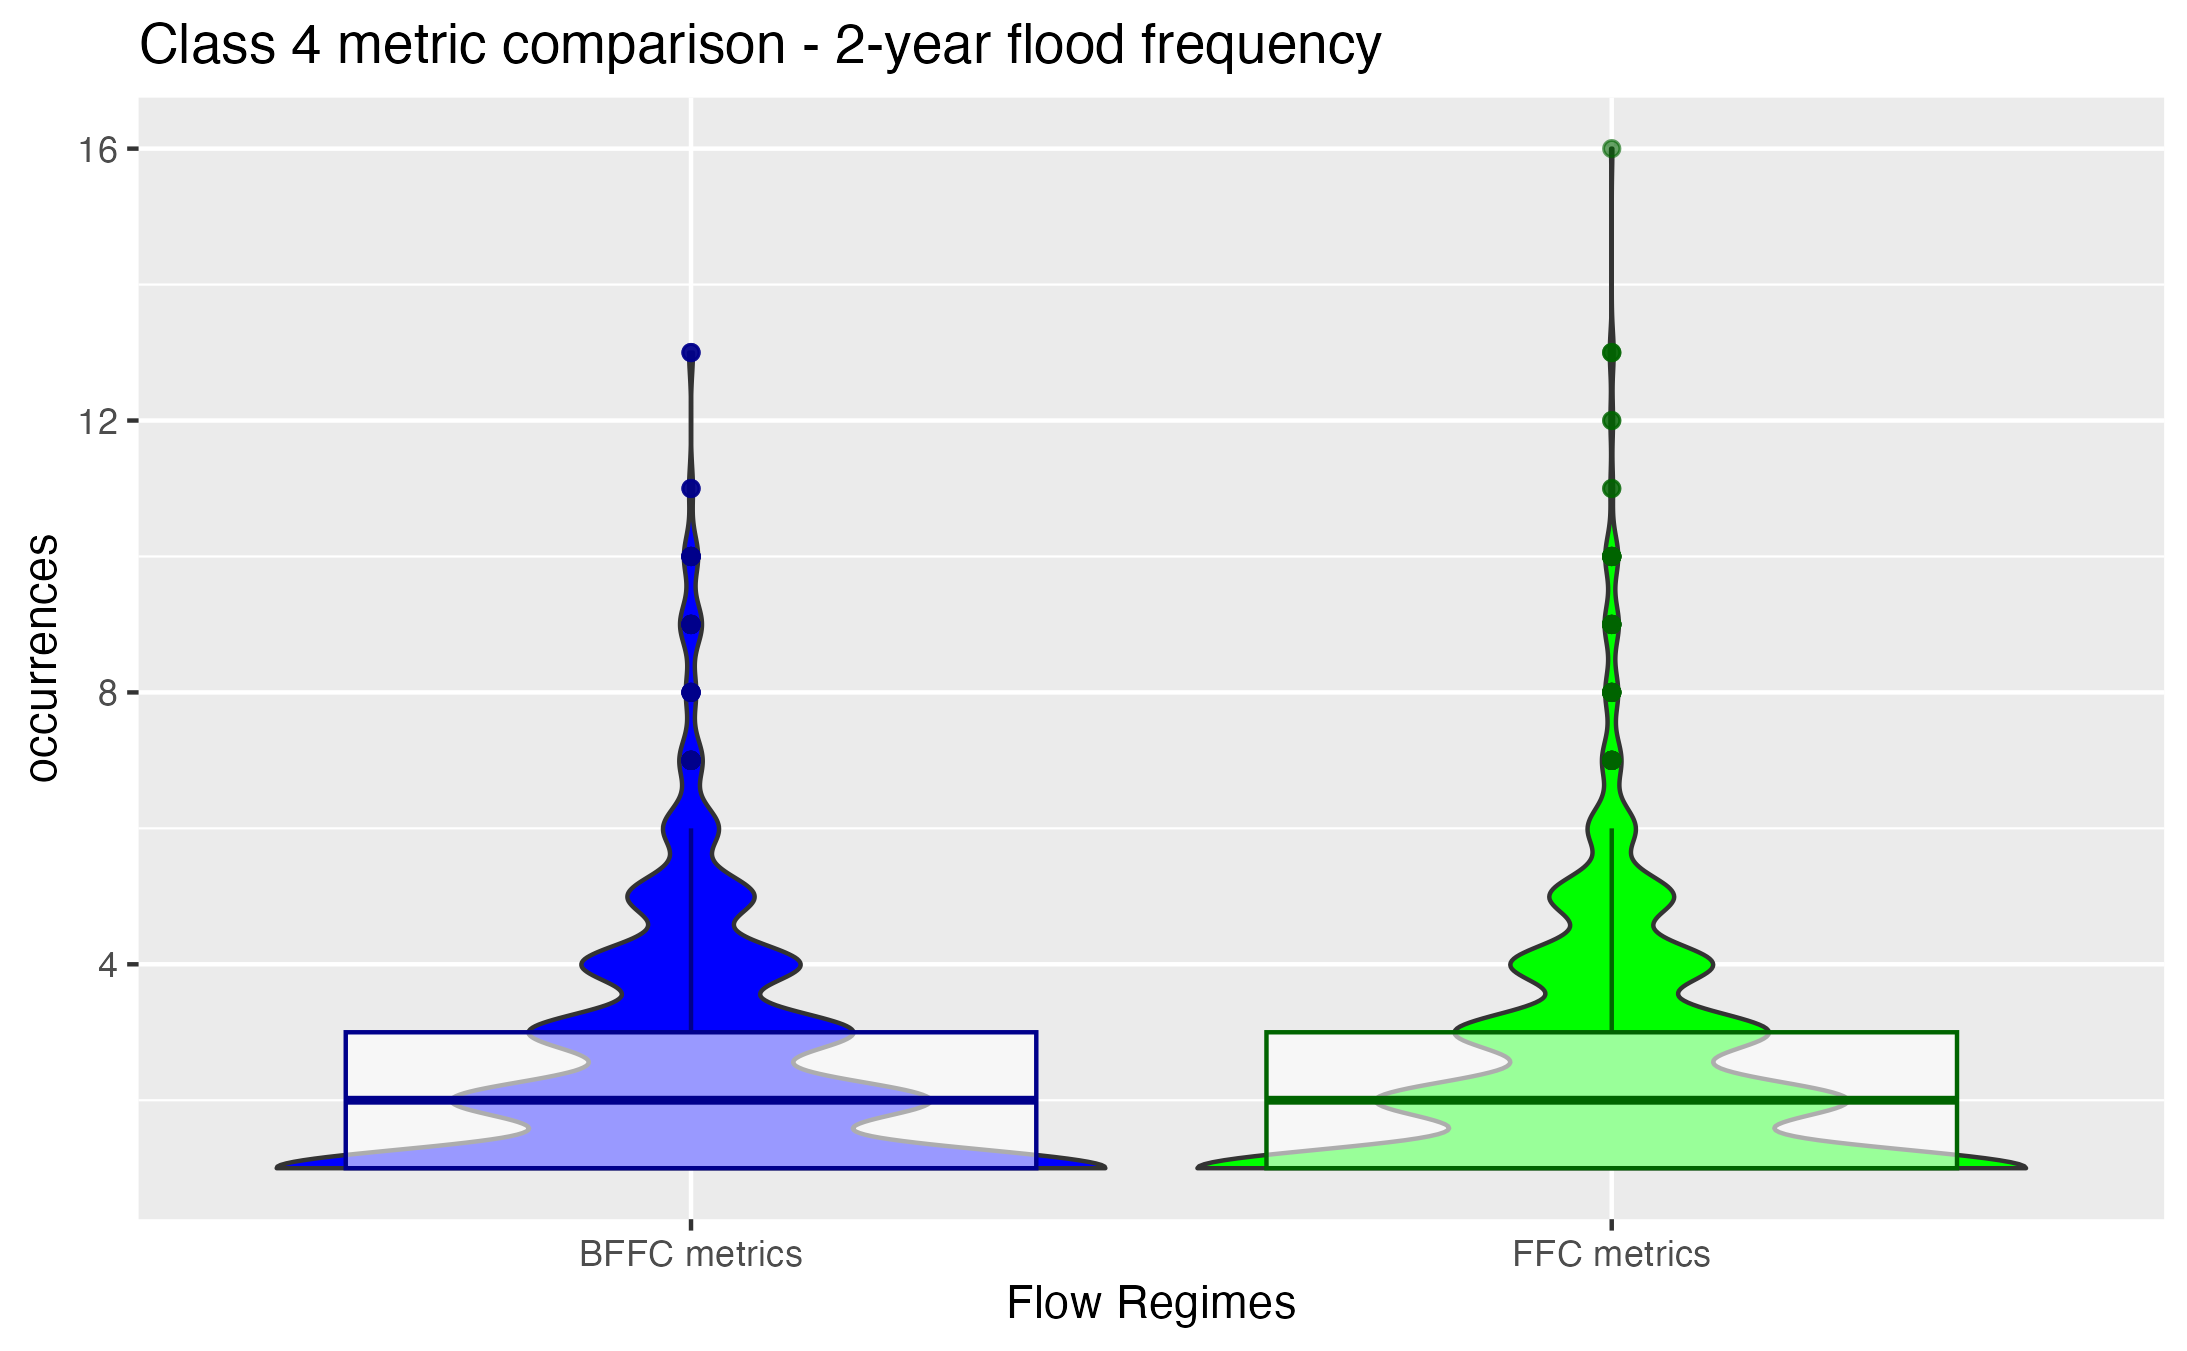 Class 4 metric comparison - 2-year flood frequency
16
12
8
4
occurrences
BFFC metrics
FFC metrics
Flow Regimes